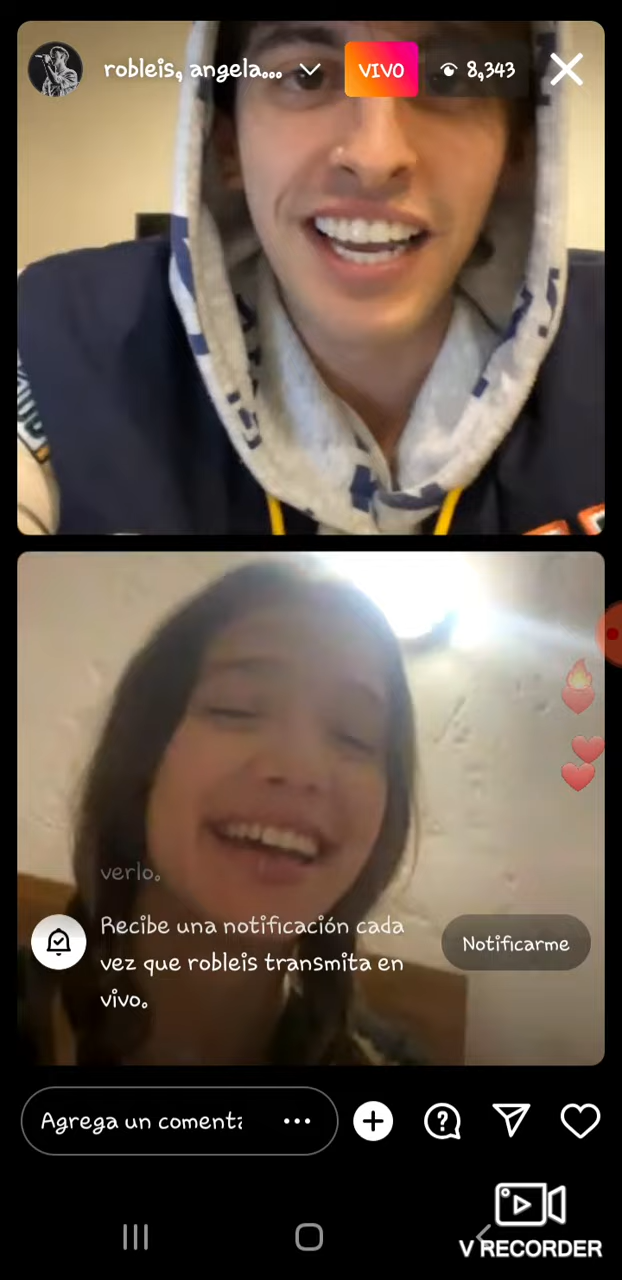 robleis, angela...
VIVO
8,343
verlo.
Recibe una notificación cada
vez que robleis transmita en
vivo.
Notificarme
Agrega un coment
V RECORDER